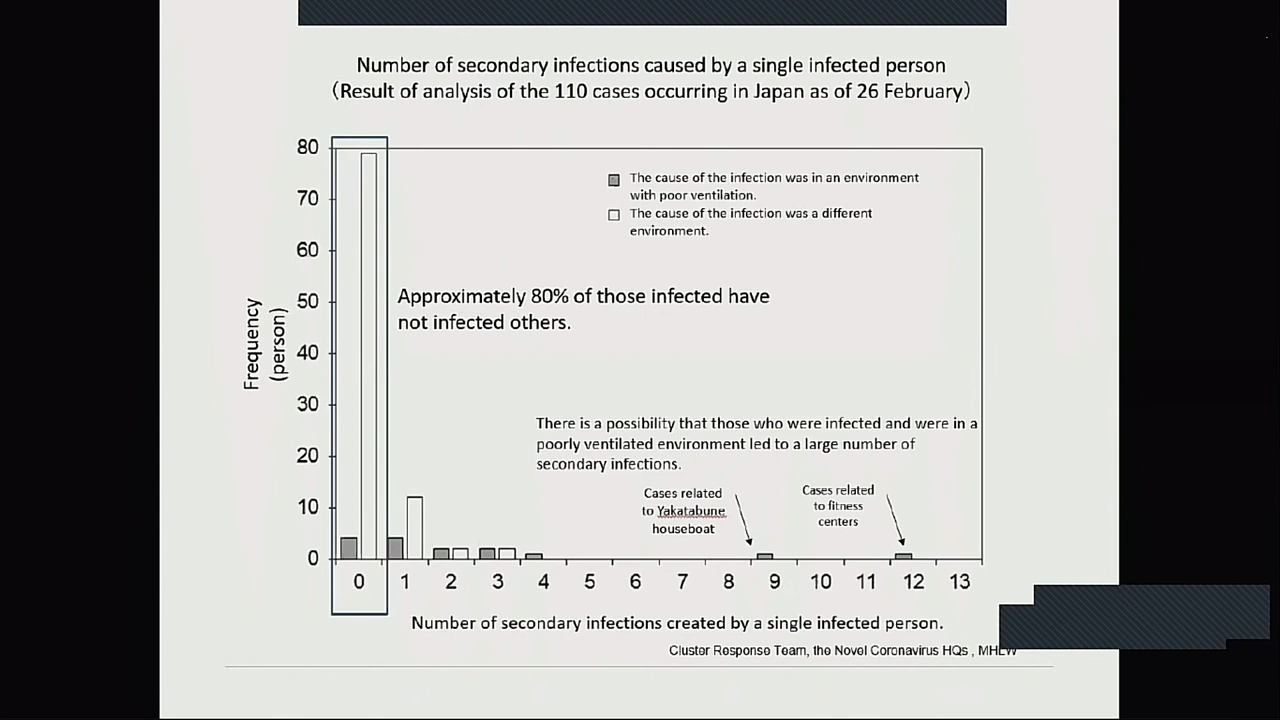 Number of secondary infections caused by a single infected person
(Result of analysis of the 110 cases occurring in Japan as of 26 February)
80
70
60
50
40
30
20
10
0
Frequency
(person)
The cause of the infection was in an environment
with poor ventilation.
The cause of the infection was a different
environment.
Approximately 80% of those infected have
not infected others.
There is a possibility that those who were infected and were in a
poorly ventilated environment led to a large number of
secondary infections.
Cases related
to Yakatabune
houseboat
Cases related
to fitness
centers
0 1 2 3 4 5 6 7 8 9 10 11 12 13
Number of secondary infections created by a single infected person.
Cluster Response Team, the Novel Coronavirus HQs , MHLW